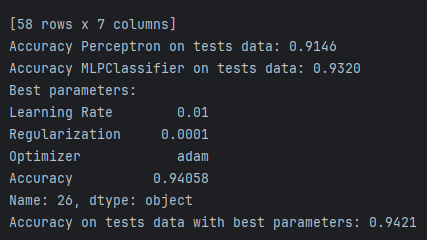 [58 rows x 7 columns]
Accuracy Perceptron on tests data: 0.9146
Accuracy MLPClassifier on tests data: 0.9320
Best parameters:
Learning Rate        0.01
Regularization     0.0001
Optimizer            adam
Accuracy          0.94058
Name: 26, dtype: object
Accuracy on tests data with best parameters: 0.9421